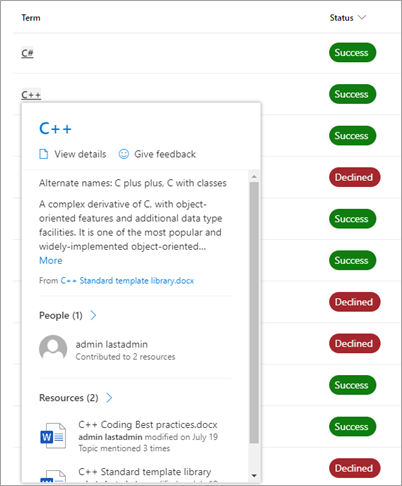 Term Status
C# Success
C++ Success
Success
C++
View details Give feedback
Declined
Alternate names: C plus plus, C with classes
A complex derivative of C, with object-
oriented features and additional data type
Success
facilities. It is one of the most popular and
widely-implemented object-oriented...
More
Success
From C++ Standard template library.docx
Declined
People (1)
admin lastadmin
Declined
Contributed to 2 resources
Success
Resources (2)
C++ Coding Best practices.docx
Success
admin lastadmin modified on July 19
Topic mentioned 3 times
C++ Standard template library
Declined